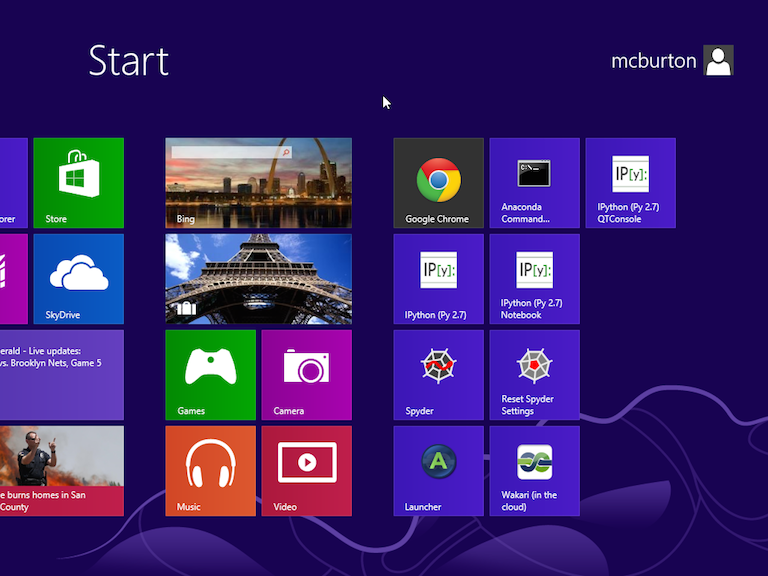 Start
mcburton
orer
Store
Bing
Google Chrome
C:\.
Anaconda
Command...
IP[y]:
IPython (Py 2.7)
QTConsole
SkyDrive
IP[y]:
IPython (Py 2.7)
IP[y]:
IPython (Py 2.7)
Notebook
erald - Live updates:
vs. Brooklyn Nets, Game 5
Games
Camera
Spyder
Reset Spyder
Settings
e burns homes in San
County
Music
Video
A
Launcher
Wakari (in the
cloud)